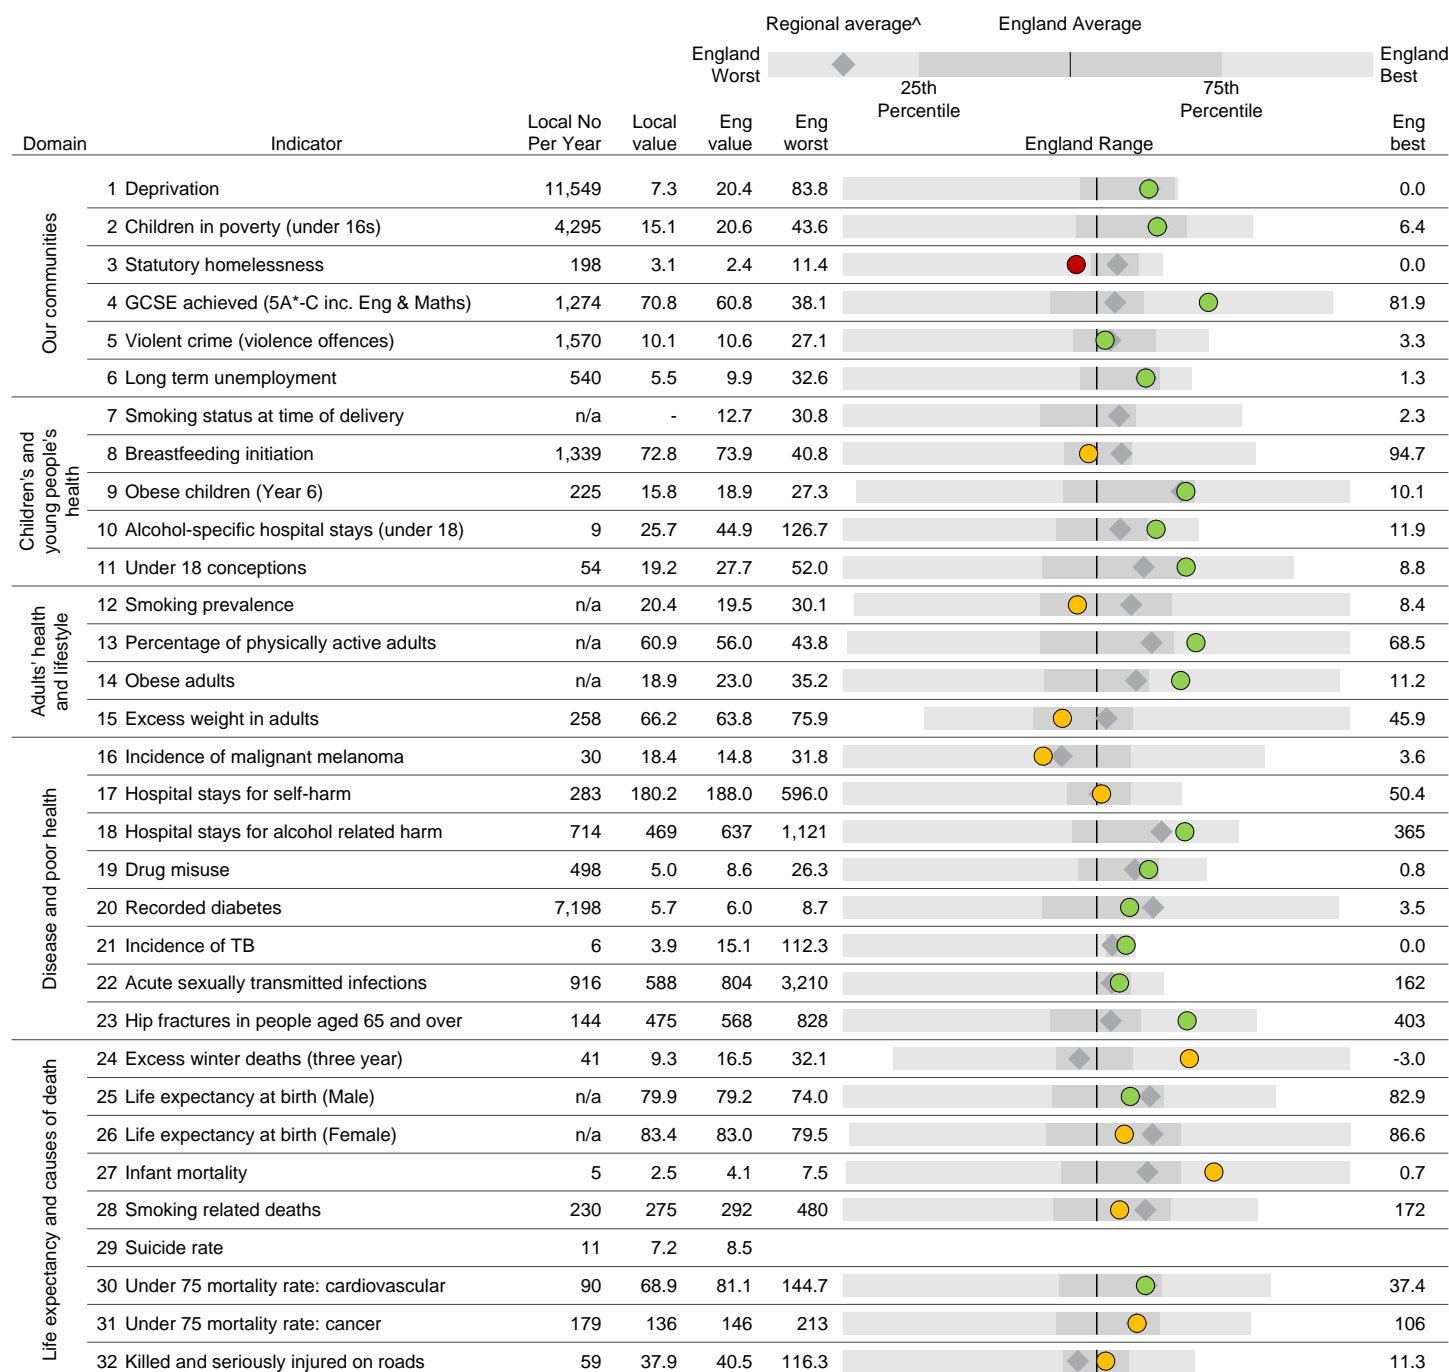 Regional average^ England Average
England Worst England Best
25th Percentile 75th Percentile
Domain Indicator Local No Per Year Local value Eng value Eng worst England Range Eng best
Our communities
1 Deprivation 11,549 7.3 20.4 83.8 0.0
2 Children in poverty (under 16s) 4,295 15.1 20.6 43.6 6.4
3 Statutory homelessness 198 3.1 2.4 11.4 0.0
4 GCSE achieved (5A*-C inc. Eng & Maths) 1,274 70.8 60.8 38.1 81.9
5 Violent crime (violence offences) 1,570 10.1 10.6 27.1 3.3
6 Long term unemployment 540 5.5 9.9 32.6 1.3
Children's and young people's health
7 Smoking status at time of delivery n/a - 12.7 30.8 2.3
8 Breastfeeding initiation 1,339 72.8 73.9 40.8 94.7
9 Obese children (Year 6) 225 15.8 18.9 27.3 10.1
10 Alcohol-specific hospital stays (under 18) 9 25.7 44.9 126.7 11.9
11 Under 18 conceptions 54 19.2 27.7 52.0 8.8
Adults' health and lifestyle
12 Smoking prevalence n/a 20.4 19.5 30.1 8.4
13 Percentage of physically active adults n/a 60.9 56.0 43.8 68.5
14 Obese adults n/a 18.9 23.0 35.2 11.2
15 Excess weight in adults 258 66.2 63.8 75.9 45.9
Disease and poor health
16 Incidence of malignant melanoma 30 18.4 14.8 31.8 3.6
17 Hospital stays for self-harm 283 180.2 188.0 596.0 50.4
18 Hospital stays for alcohol related harm 714 469 637 1,121 365
19 Drug misuse 498 5.0 8.6 26.3 0.8
20 Recorded diabetes 7,198 5.7 6.0 8.7 3.5
21 Incidence of TB 6 3.9 15.1 112.3 0.0
22 Acute sexually transmitted infections 916 588 804 3,210 162
23 Hip fractures in people aged 65 and over 144 475 568 828 403
Life expectancy and causes of death
24 Excess winter deaths (three year) 41 9.3 16.5 32.1 -3.0
25 Life expectancy at birth (Male) n/a 79.9 79.2 74.0 82.9
26 Life expectancy at birth (Female) n/a 83.4 83.0 79.5 86.6
27 Infant mortality 5 2.5 4.1 7.5 0.7
28 Smoking related deaths 230 275 292 480 172
29 Suicide rate 11 7.2 8.5
30 Under 75 mortality rate: cardiovascular 90 68.9 81.1 144.7 37.4
31 Under 75 mortality rate: cancer 179 136 146 213 106
32 Killed and seriously injured on roads 59 37.9 40.5 116.3 11.3